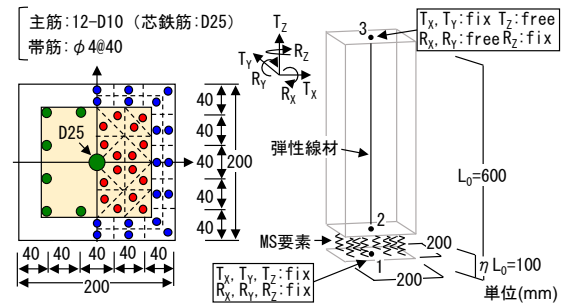 主筋:12-D10（芯鉄筋:D25）
帯筋:φ4@40
D25
40
40
40
40
40
200
40 40 40 40 40
200
T_Z
R_Z
T_Y
R_Y
R_X
T_X
3
T_X, T_Y:fix T_Z:free
R_X, R_Y:free R_Z:fix
弾性線材
L₀=600
2
MS要素
200
1
200
ηL₀=100
T_X, T_Y, T_Z:fix
R_X, R_Y, R_Z:fix
単位(mm)